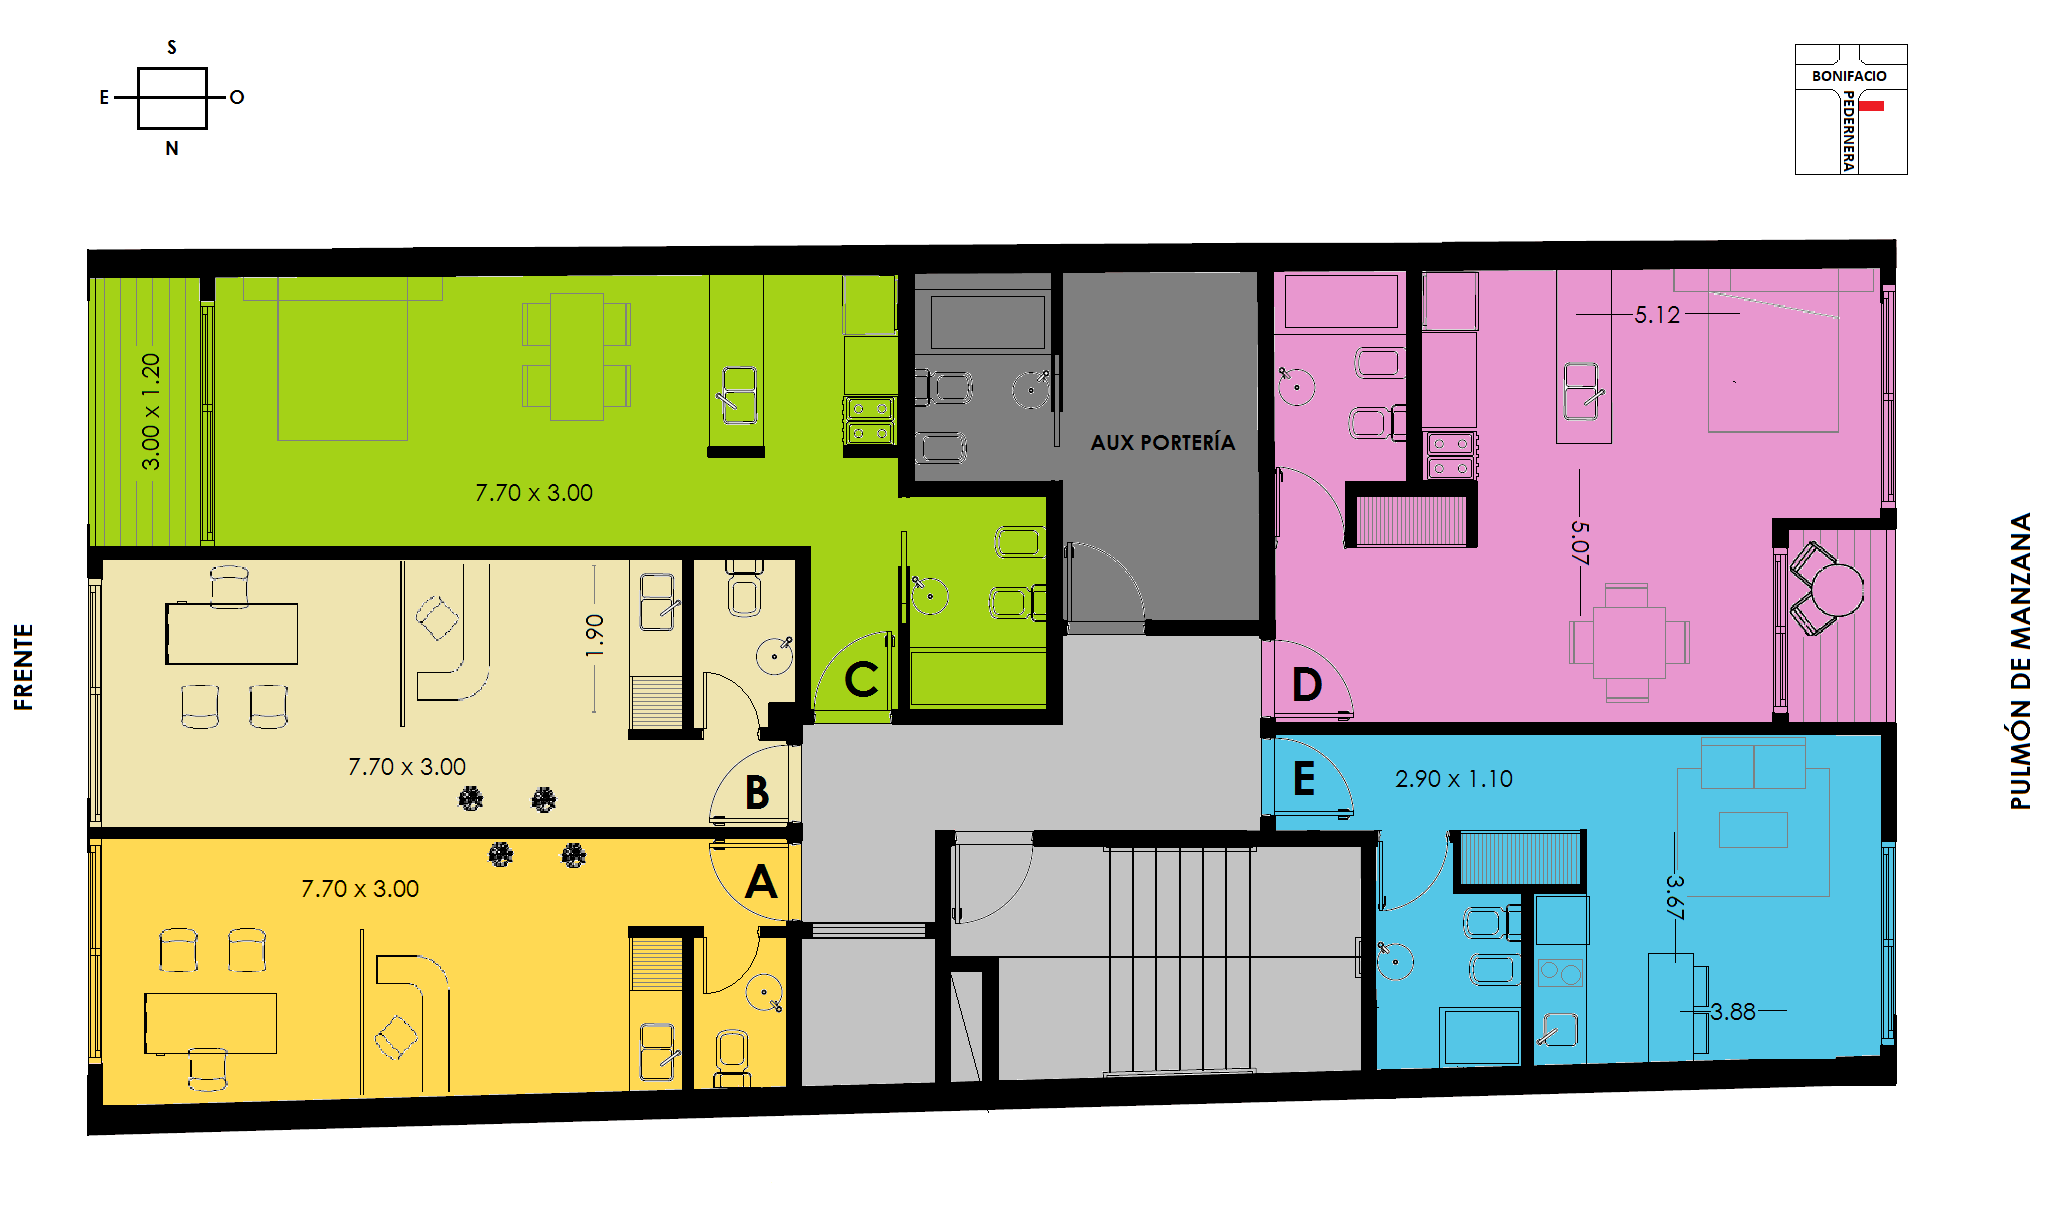 S
E
O
N
BONIFACIO
PEDERNERA
FRENTE
PULMÓN DE MANZANA
3.00 x 1.20
7.70 x 3.00
AUX PORTERÍA
5.12
5.07
1.90
C
D
7.70 x 3.00
B
E
2.90 x 1.10
A
7.70 x 3.00
3.67
3.88